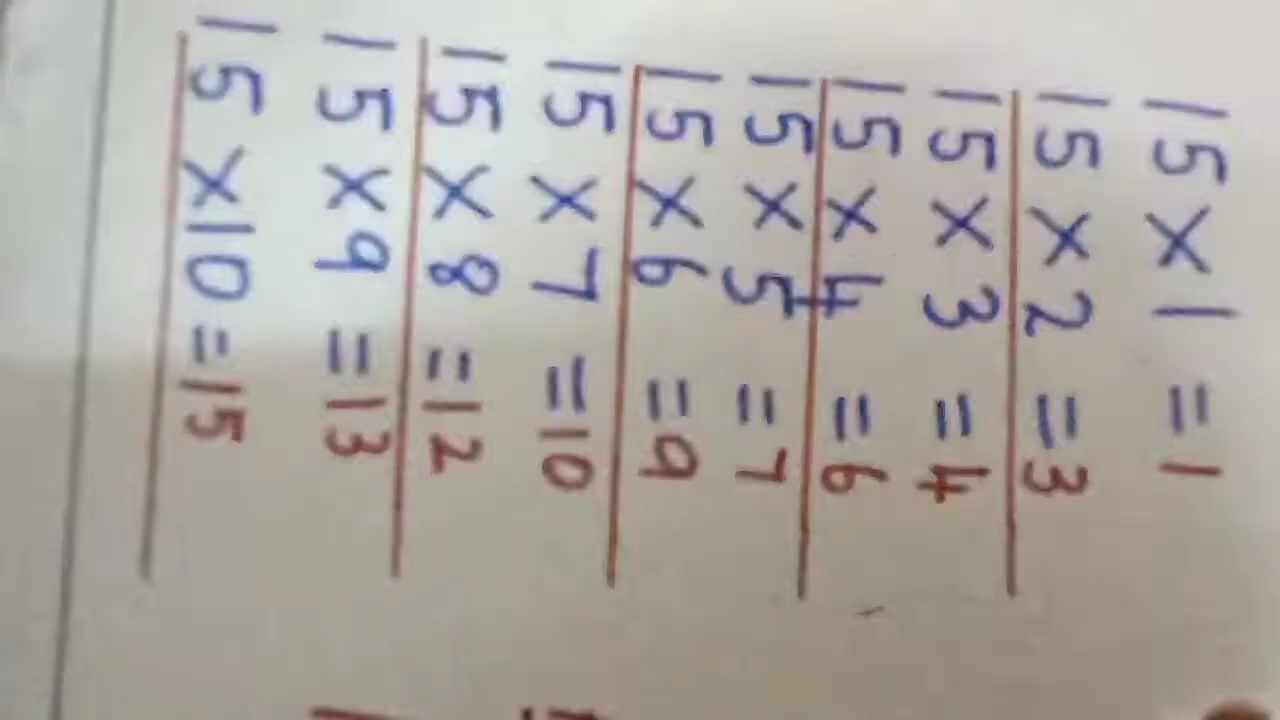 15 × 1 = 1
15 × 2 = 3
15 × 3 = 4
15 × 4 = 6
15 × 5 = 7
15 × 6 = 9
15 × 7 = 10
15 × 8 = 12
15 × 9 = 13
15 × 10 = 15